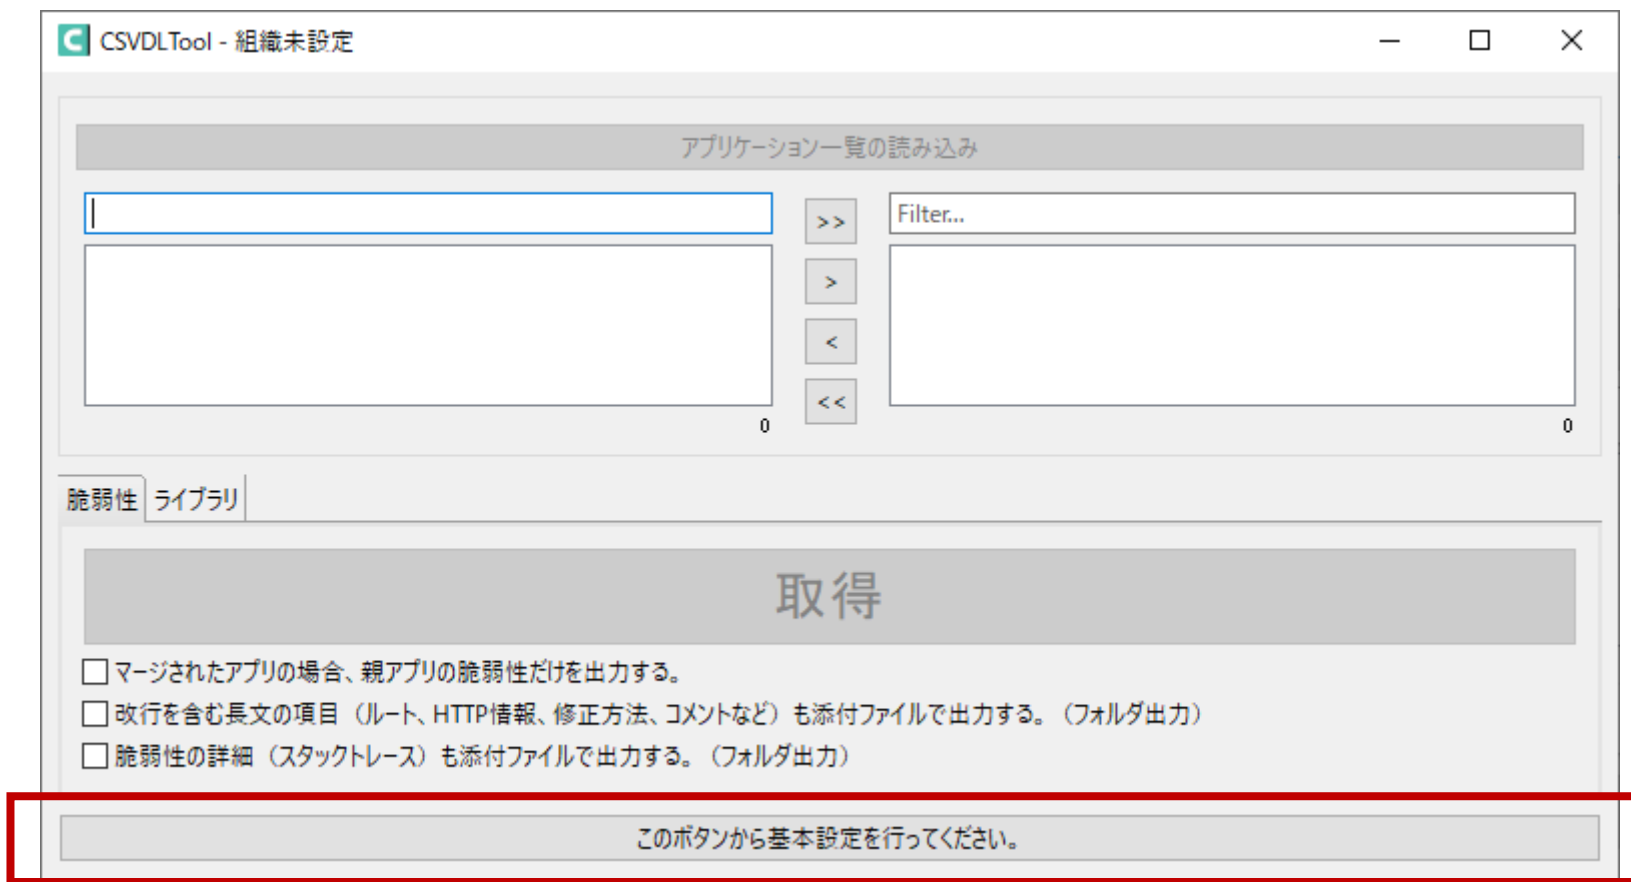 CSVDLTool - 組織未設定
アプリケーション一覧の読み込み
Filter...
>>
>
<
<<
0
0
脆弱性 ライブラリ
取得
マージされたアプリの場合、親アプリの脆弱性だけを出力する。
改行を含む長文の項目（ルート、HTTP情報、修正方法、コメントなど）も添付ファイルで出力する。（フォルダ出力）
脆弱性の詳細（スタックトレース）も添付ファイルで出力する。（フォルダ出力）
このボタンから基本設定を行ってください。